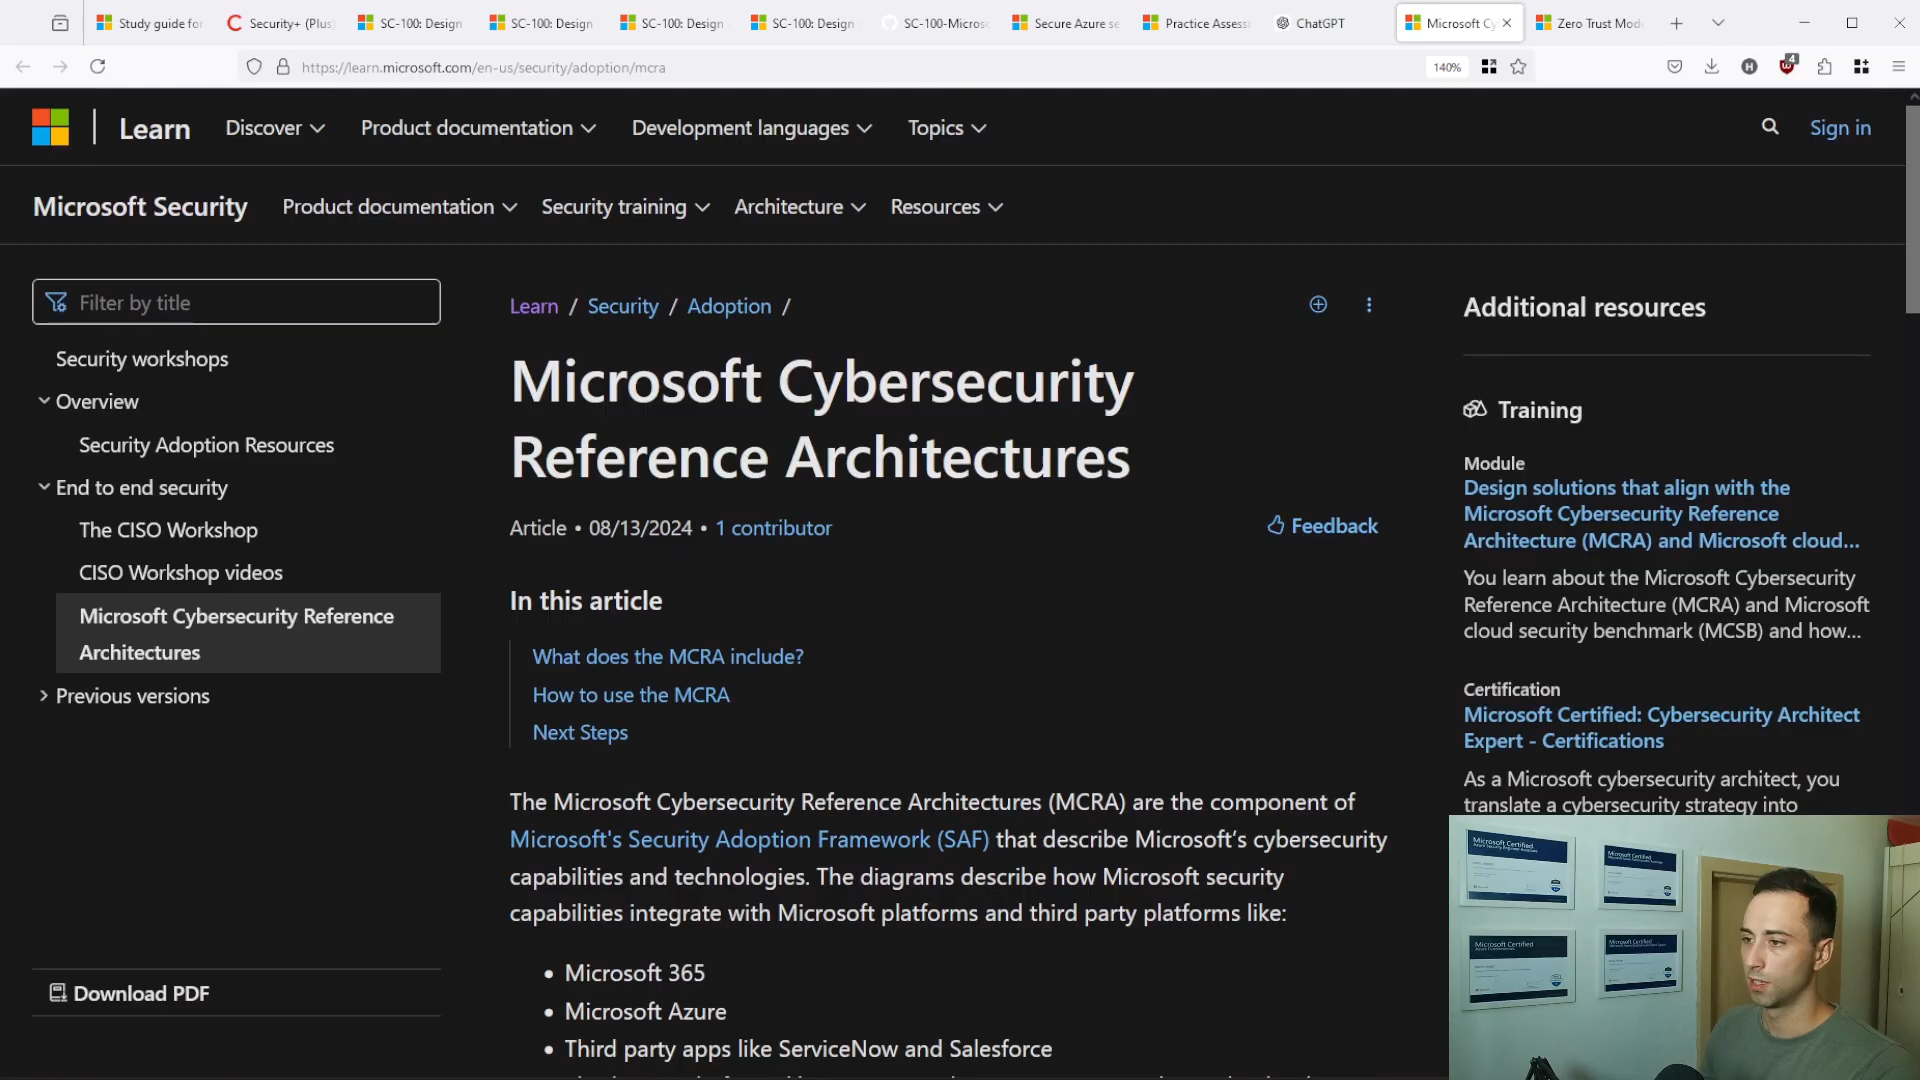 Study guide for
Security+ (Plus
SC-100: Design
SC-100: Design
SC-100: Design
SC-100: Design
SC-100-Micros
Secure Azure se
Practice Assess
ChatGPT
Microsoft Cy
Zero Trust Mod
https://learn.microsoft.com/en-us/security/adoption/mcra
140%
4
Learn
Discover
Product documentation
Development languages
Topics
Sign in
Microsoft Security
Product documentation
Security training
Architecture
Resources
Filter by title
Security workshops
Overview
Security Adoption Resources
End to end security
The CISO Workshop
CISO Workshop videos
Microsoft Cybersecurity Reference
Architectures
Previous versions
Download PDF
Learn / Security / Adoption /
Microsoft Cybersecurity
Reference Architectures
Article • 08/13/2024 • 1 contributor
Feedback
In this article
What does the MCRA include?
How to use the MCRA
Next Steps
The Microsoft Cybersecurity Reference Architectures (MCRA) are the component of
Microsoft's Security Adoption Framework (SAF) that describe Microsoft’s cybersecurity
capabilities and technologies. The diagrams describe how Microsoft security
capabilities integrate with Microsoft platforms and third party platforms like:
• Microsoft 365
• Microsoft Azure
• Third party apps like ServiceNow and Salesforce
Additional resources
Training
Module
Design solutions that align with the
Microsoft Cybersecurity Reference
Architecture (MCRA) and Microsoft cloud...
You learn about the Microsoft Cybersecurity
Reference Architecture (MCRA) and Microsoft
cloud security benchmark (MCSB) and how...
Certification
Microsoft Certified: Cybersecurity Architect
Expert - Certifications
As a Microsoft cybersecurity architect, you
translate a cybersecurity strategy into
Microsoft Certified
Microsoft Certified
Microsoft Certified
Microsoft Certified